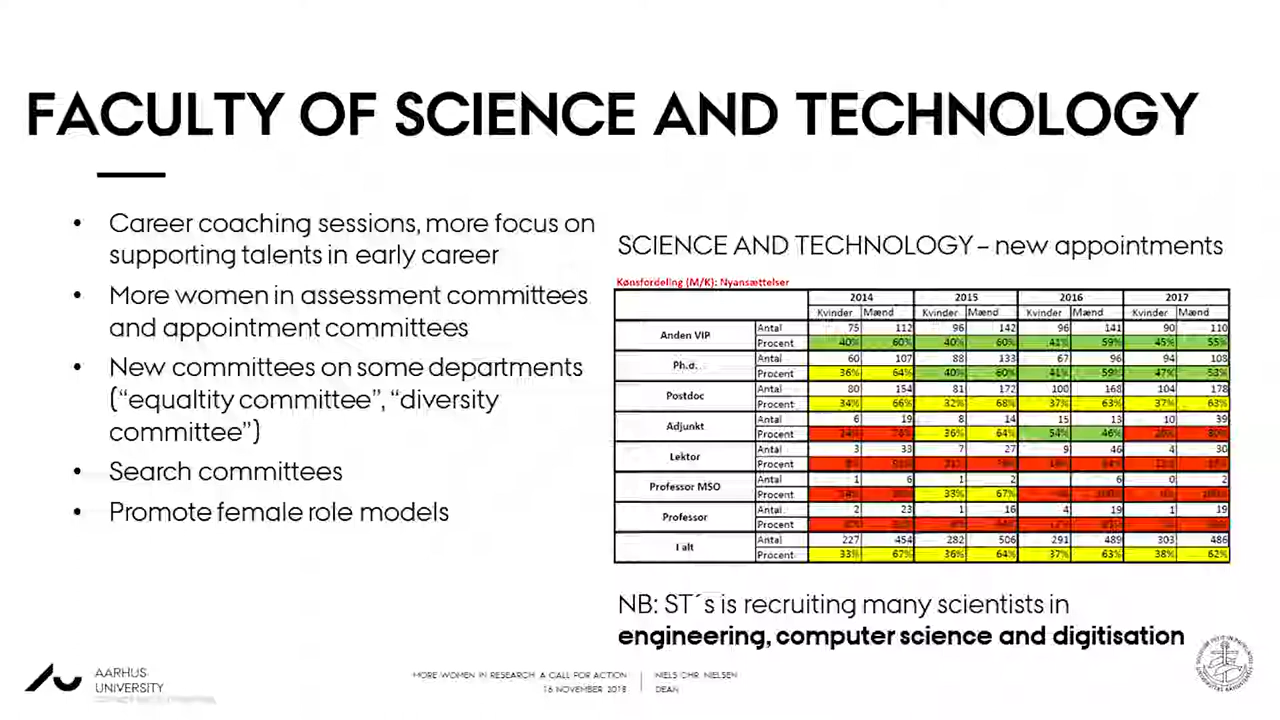 FACULTY OF SCIENCE AND TECHNOLOGY
• Career coaching sessions, more focus on
supporting talents in early career
• More women in assessment committees
and appointment committees
• New committees on some departments
("equaltity committee", "diversity
committee")
• Search committees
• Promote female role models
SCIENCE AND TECHNOLOGY – new appointments
Kønsfordeling (M/K): Nyansættelser
2014 2015 2016 2017
Kvinder Mænd Kvinder Mænd Kvinder Mænd Kvinder Mænd
Anden VIP Antal 75 112 96 142 96 141 90 110
Procent 40% 60% 40% 60% 41% 59% 45% 55%
Ph.d. Antal 60 107 88 133 67 96 94 108
Procent 36% 64% 40% 60% 41% 59% 47% 53%
Postdoc Antal 80 154 81 172 100 168 104 178
Procent 34% 66% 32% 68% 37% 63% 37% 63%
Adjunkt Antal 6 19 8 14 15 13 10 39
Procent 36% 64% 54% 46%
Lektor Antal 3 33 7 27 9 46 4 30
Procent
Professor MSO Antal 1 6 1 2 6 0 2
Procent 33% 67%
Professor Antal 2 23 1 16 4 19 1 19
Procent
I alt Antal 227 454 282 506 291 489 303 486
Procent 33% 67% 36% 64% 37% 63% 38% 62%
NB: ST´s is recruiting many scientists in
engineering, computer science and digitisation
AARHUS
UNIVERSITY
MORE WOMEN IN RESEARCH: A CALL FOR ACTION
16 NOVEMBER 2018
NIELS CHR. NIELSEN
DEAN